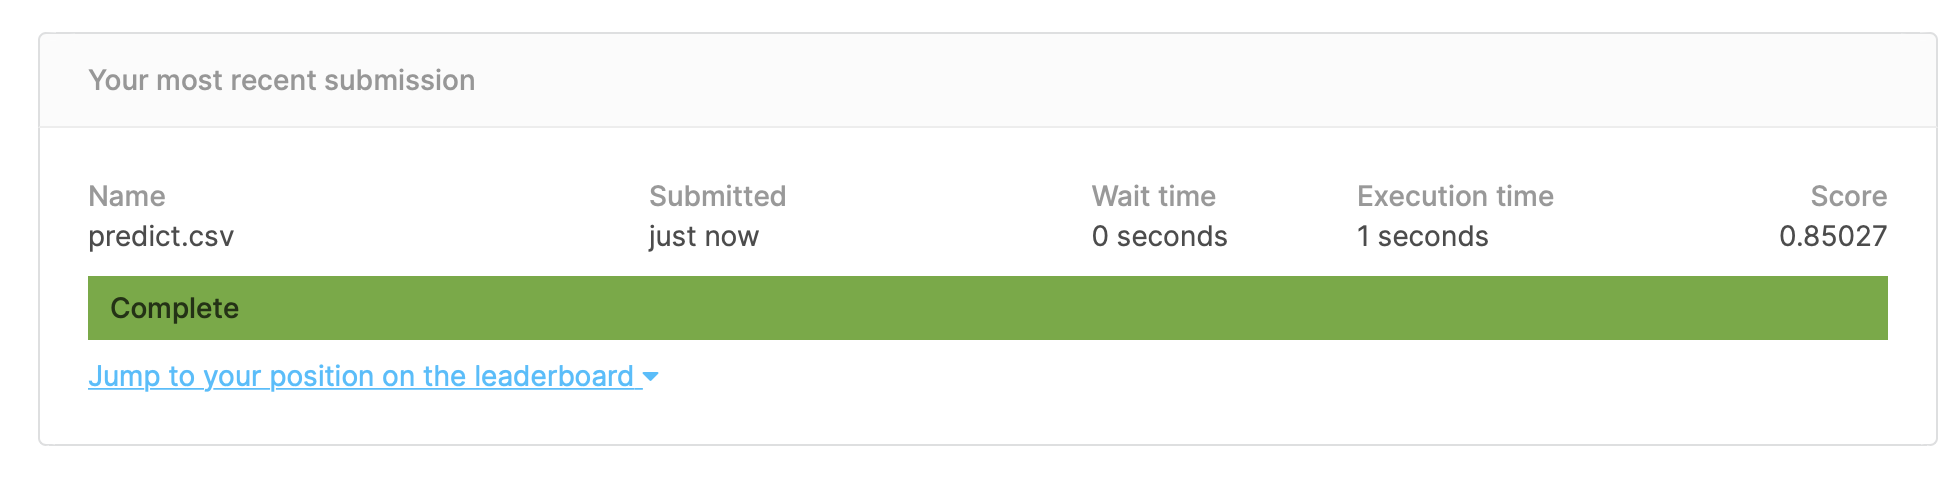 Your most recent submission
Name Submitted Wait time Execution time Score
predict.csv just now 0 seconds 1 seconds 0.85027
Complete
Jump to your position on the leaderboard